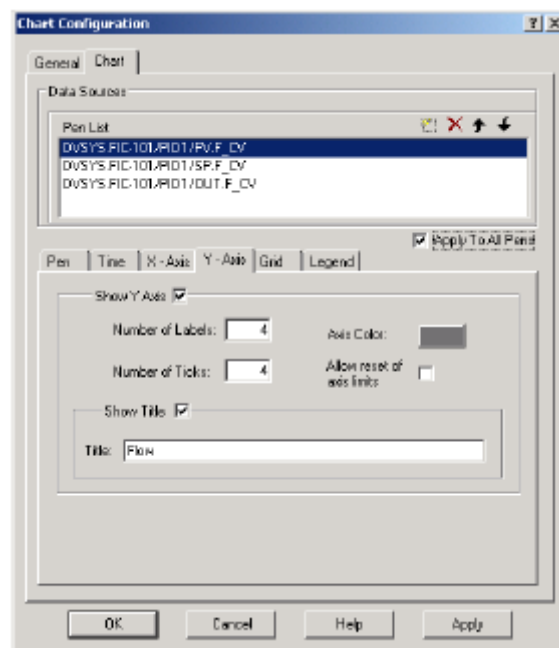 Chart Configuration
General Chart
Data Sources
Pen List
DVSYS.FIC-101/PID1/PV.F_CV
DVSYS.FIC-101/PID1/SP.F_CV
DVSYS.FIC-101/PID1/OUT.F_CV
Apply To All Pens
Pen Time X - Axis Y - Axis Grid Legend
Show Y Axis
Number of Labels: 4 Axis Color:
Number of Ticks: 4 Allow reset of axis limits
Show Title
Title: Flow
OK Cancel Help Apply